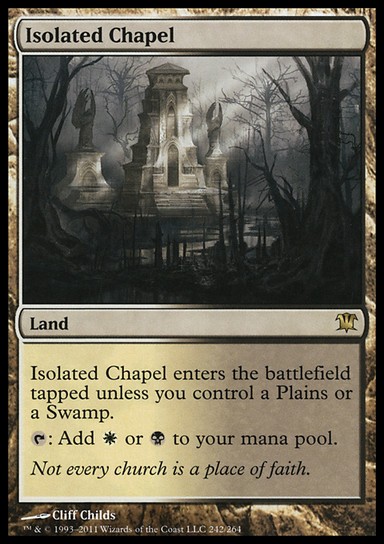 Isolated Chapel
Land
Isolated Chapel enters the battlefield
tapped unless you control a Plains or
a Swamp.
: Add or to your mana pool.
Not every church is a place of faith.
Cliff Childs
™ & © 1993–2011 Wizards of the Coast LLC 242/264